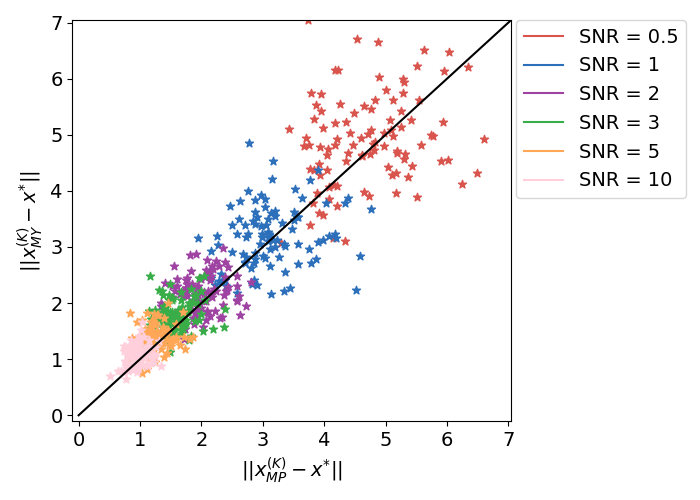 7
6
5
4
3
2
1
0
0 1 2 3 4 5 6 7
||x_{MY}^{(K)} − x^*||
||x_{MP}^{(K)} − x^*||
SNR = 0.5
SNR = 1
SNR = 2
SNR = 3
SNR = 5
SNR = 10